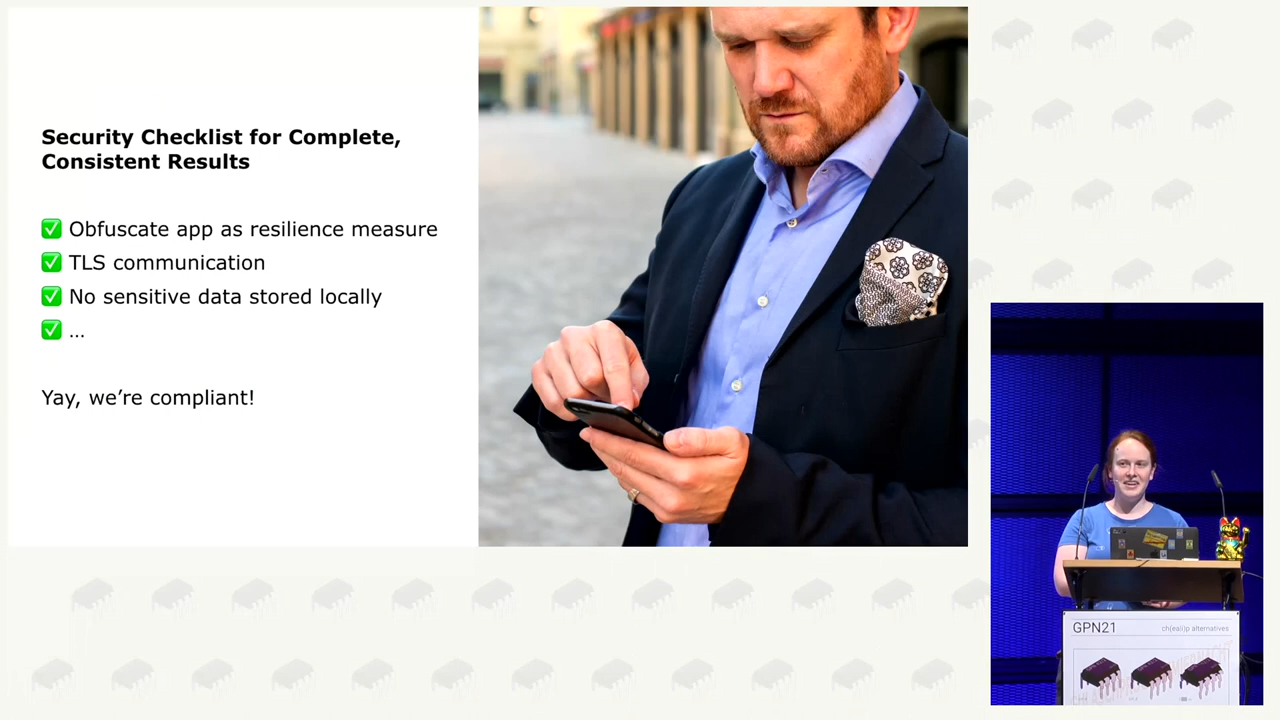 Security Checklist for Complete,
Consistent Results
✅ Obfuscate app as resilience measure
✅ TLS communication
✅ No sensitive data stored locally
✅ ...
Yay, we’re compliant!
GPN21
ch(ea(i)p alternatives